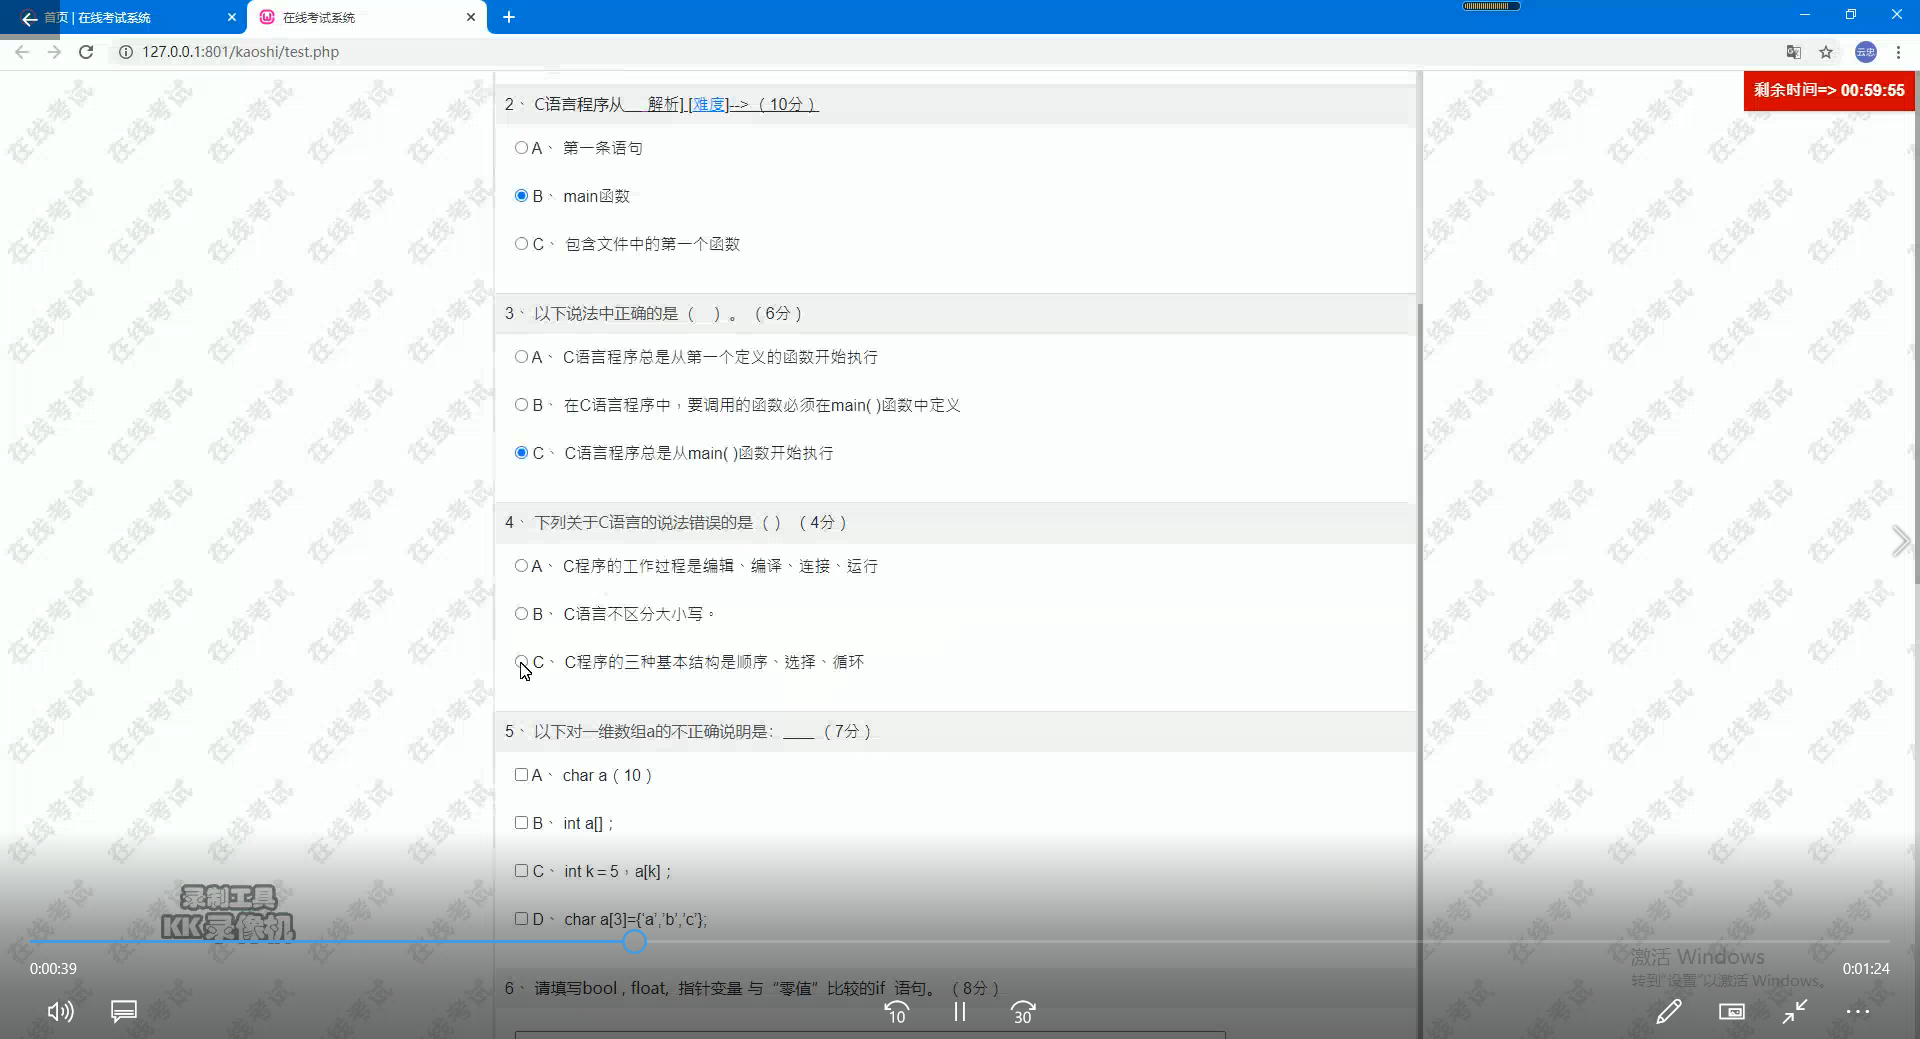 首页 | 在线考试系统
在线考试系统
127.0.0.1:801/kaoshi/test.php
云忠
剩余时间=> 00:59:55
2、 C语言程序从__ 解析] [难度]--> （10分）
A、 第一条语句
B、 main函数
C、 包含文件中的第一个函数
3、 以下说法中正确的是（　）。（6分）
A、 C语言程序总是从第一个定义的函数开始执行
B、 在C语言程序中，要调用的函数必须在main( )函数中定义
C、 C语言程序总是从main( )函数开始执行
4、 下列关于C语言的说法错误的是（ ） （4分）
A、 C程序的工作过程是编辑、编译、连接、运行
B、 C语言不区分大小写。
C、 C程序的三种基本结构是顺序、选择、循环
5、 以下对一维数组a的不正确说明是：____（7分）
A、 char a（10）
B、 int a[]；
C、 int k = 5，a[k]；
D、 char a[3]={'a','b','c'};
6、 请填写bool , float, 指针变量 与“零值”比较的if 语句。（8分）
在线考试
录制工具
KK录像机
激活 Windows
转到"设置"以激活 Windows。
0:00:39
0:01:24
10
30